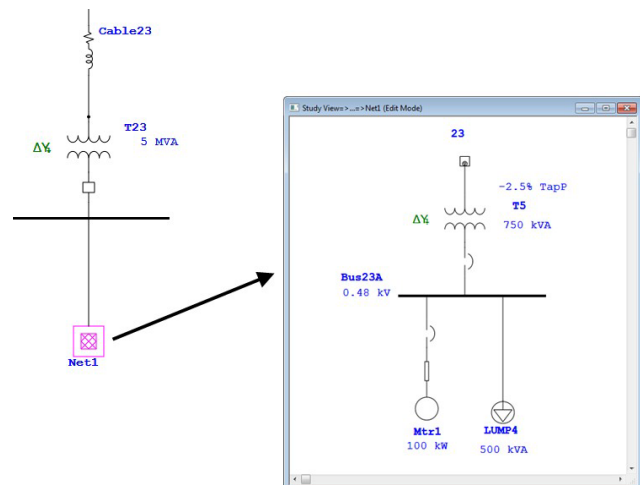 Cable23
T23
5 MVA
ΔY
Net1
Study View=>...=>Net1 (Edit Mode)
23
-2.5% TapP
T5
ΔY
750 kVA
Bus23A
0.48 kV
Mtr1
100 kW
LUMP4
500 kVA